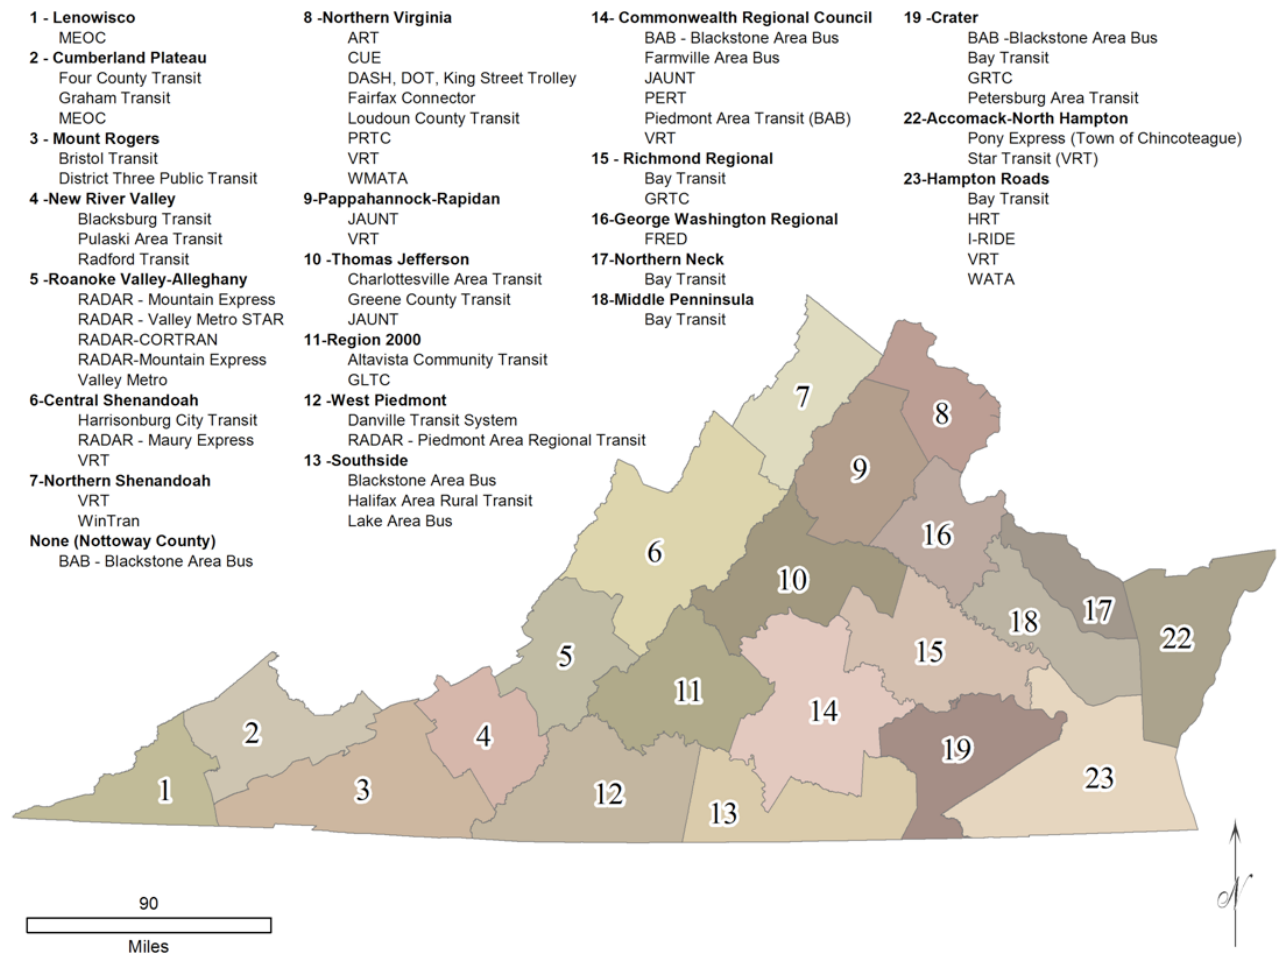 1 - Lenowisco
MEOC
2 - Cumberland Plateau
Four County Transit
Graham Transit
MEOC
3 - Mount Rogers
Bristol Transit
District Three Public Transit
4 -New River Valley
Blacksburg Transit
Pulaski Area Transit
Radford Transit
5 -Roanoke Valley-Alleghany
RADAR - Mountain Express
RADAR - Valley Metro STAR
RADAR-CORTRAN
RADAR-Mountain Express
Valley Metro
6-Central Shenandoah
Harrisonburg City Transit
RADAR - Maury Express
VRT
7-Northern Shenandoah
VRT
WinTran
None (Nottoway County)
BAB - Blackstone Area Bus
8 -Northern Virginia
ART
CUE
DASH, DOT, King Street Trolley
Fairfax Connector
Loudoun County Transit
PRTC
VRT
WMATA
9-Pappahannock-Rapidan
JAUNT
VRT
10 -Thomas Jefferson
Charlottesville Area Transit
Greene County Transit
JAUNT
11-Region 2000
Altavista Community Transit
GLTC
12 -West Piedmont
Danville Transit System
RADAR - Piedmont Area Regional Transit
13 -Southside
Blackstone Area Bus
Halifax Area Rural Transit
Lake Area Bus
14- Commonwealth Regional Council
BAB - Blackstone Area Bus
Farmville Area Bus
JAUNT
PERT
Piedmont Area Transit (BAB)
VRT
15 - Richmond Regional
Bay Transit
GRTC
16-George Washington Regional
FRED
17-Northern Neck
Bay Transit
18-Middle Penninsula
Bay Transit
19 -Crater
BAB -Blackstone Area Bus
Bay Transit
GRTC
Petersburg Area Transit
22-Accomack-North Hampton
Pony Express (Town of Chincoteague)
Star Transit (VRT)
23-Hampton Roads
Bay Transit
HRT
I-RIDE
VRT
WATA
7
8
9
16
6
10
17
18
22
5
15
11
14
4
2
19
23
1
3
12
13
90
Miles
N